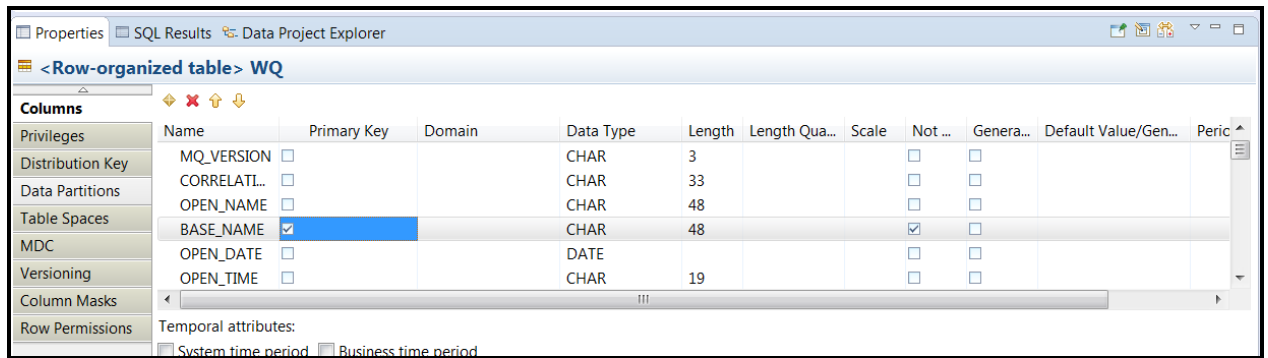 Properties SQL Results Data Project Explorer
<Row-organized table> WQ
Columns
Privileges
Distribution Key
Data Partitions
Table Spaces
MDC
Versioning
Column Masks
Row Permissions
Name Primary Key Domain Data Type Length Length Qua... Scale Not ... Genera... Default Value/Gen... Perio
MQ_VERSION CHAR 3
CORRELATI... CHAR 33
OPEN_NAME CHAR 48
BASE_NAME CHAR 48
OPEN_DATE DATE
OPEN_TIME CHAR 19
Temporal attributes:
System time period Business time period